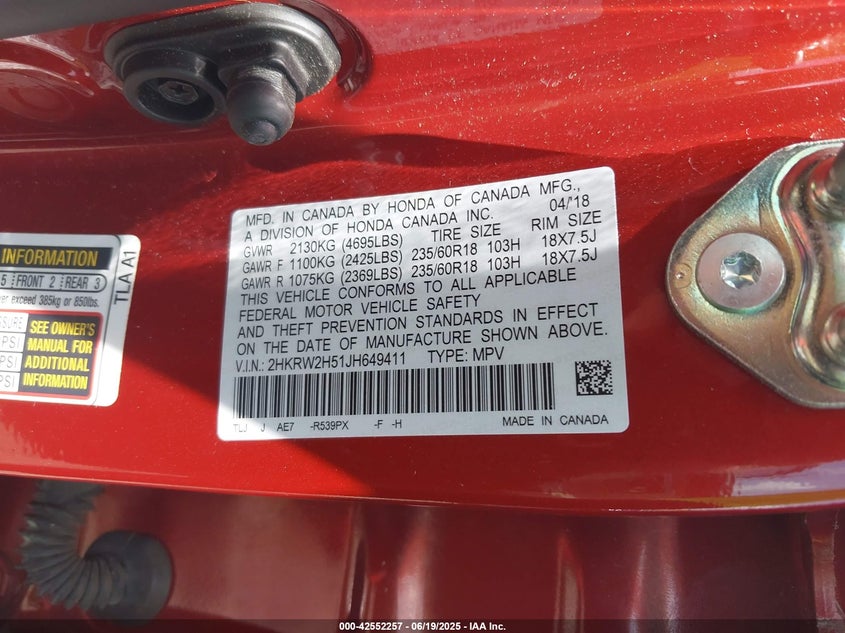 MFD. IN CANADA BY HONDA OF CANADA MFG.,
A DIVISION OF HONDA CANADA INC. 04/'18
GVWR 2130KG (4695LBS) TIRE SIZE RIM SIZE
GAWR F 1100KG (2425LBS) 235/60R18 103H 18X7.5J
GAWR R 1075KG (2369LBS) 235/60R18 103H 18X7.5J
THIS VEHICLE CONFORMS TO ALL APPLICABLE
FEDERAL MOTOR VEHICLE SAFETY
AND THEFT PREVENTION STANDARDS IN EFFECT
ON THE DATE OF MANUFACTURE SHOWN ABOVE.
V.I.N.: 2HKRW2H51JH649411 TYPE: MPV
TLJ J AE7 -R539PX -F -H MADE IN CANADA
INFORMATION
5 FRONT 2 REAR 3
exceed 385kg or 850lbs.
SEE OWNER'S
MANUAL FOR
ADDITIONAL
INFORMATION
PSI
PSI
TLA A1
000-42552257 - 06/19/2025 - IAA Inc.